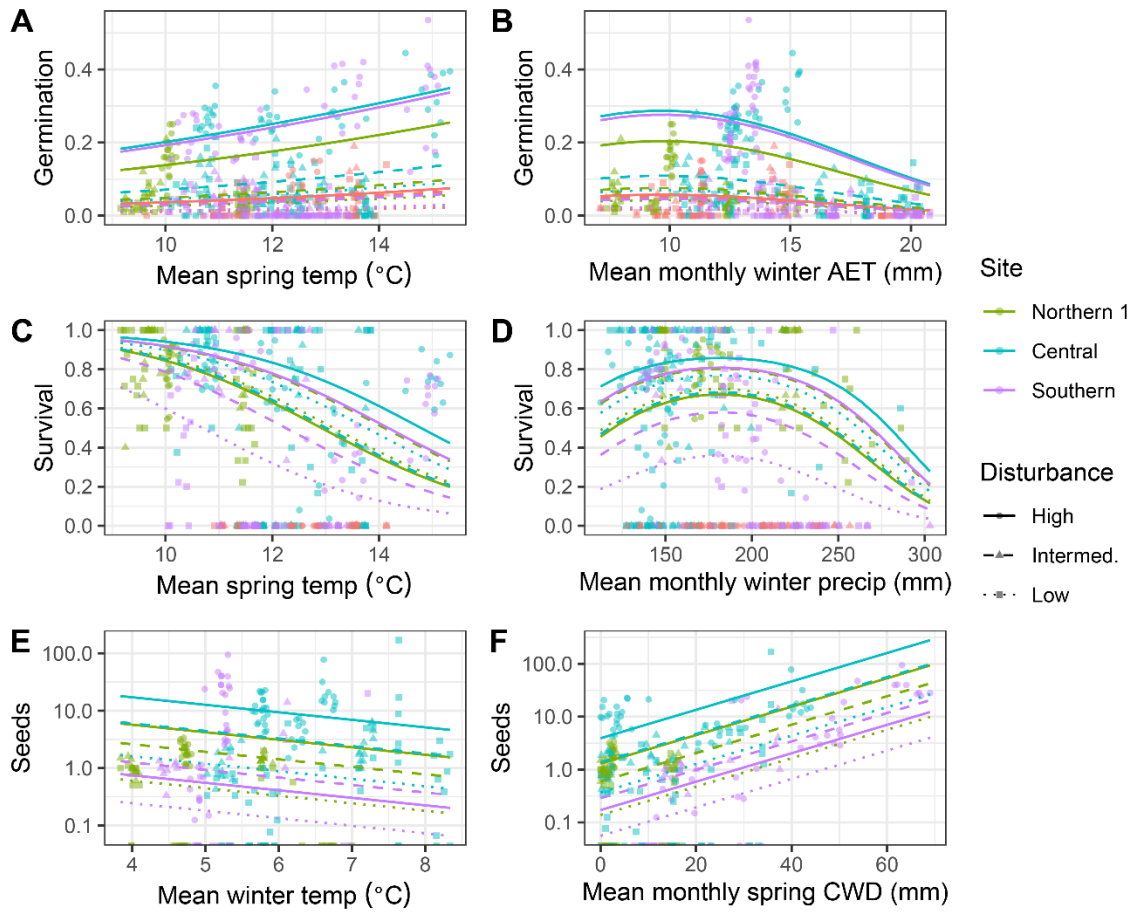 A
Germination
0.4
0.2
0.0
10
12
14
Mean spring temp (°C)
B
Germination
0.4
0.2
0.0
10
15
20
Mean monthly winter AET (mm)
C
Survival
1.0
0.8
0.6
0.4
0.2
0.0
10
12
14
Mean spring temp (°C)
D
Survival
1.0
0.8
0.6
0.4
0.2
0.0
150
200
250
300
Mean monthly winter precip (mm)
E
Seeds
100.0
10.0
1.0
0.1
4
5
6
7
8
Mean winter temp (°C)
F
Seeds
100.0
10.0
1.0
0.1
0
20
40
60
Mean monthly spring CWD (mm)
Site
Northern 1
Central
Southern
Disturbance
High
Intermed.
Low